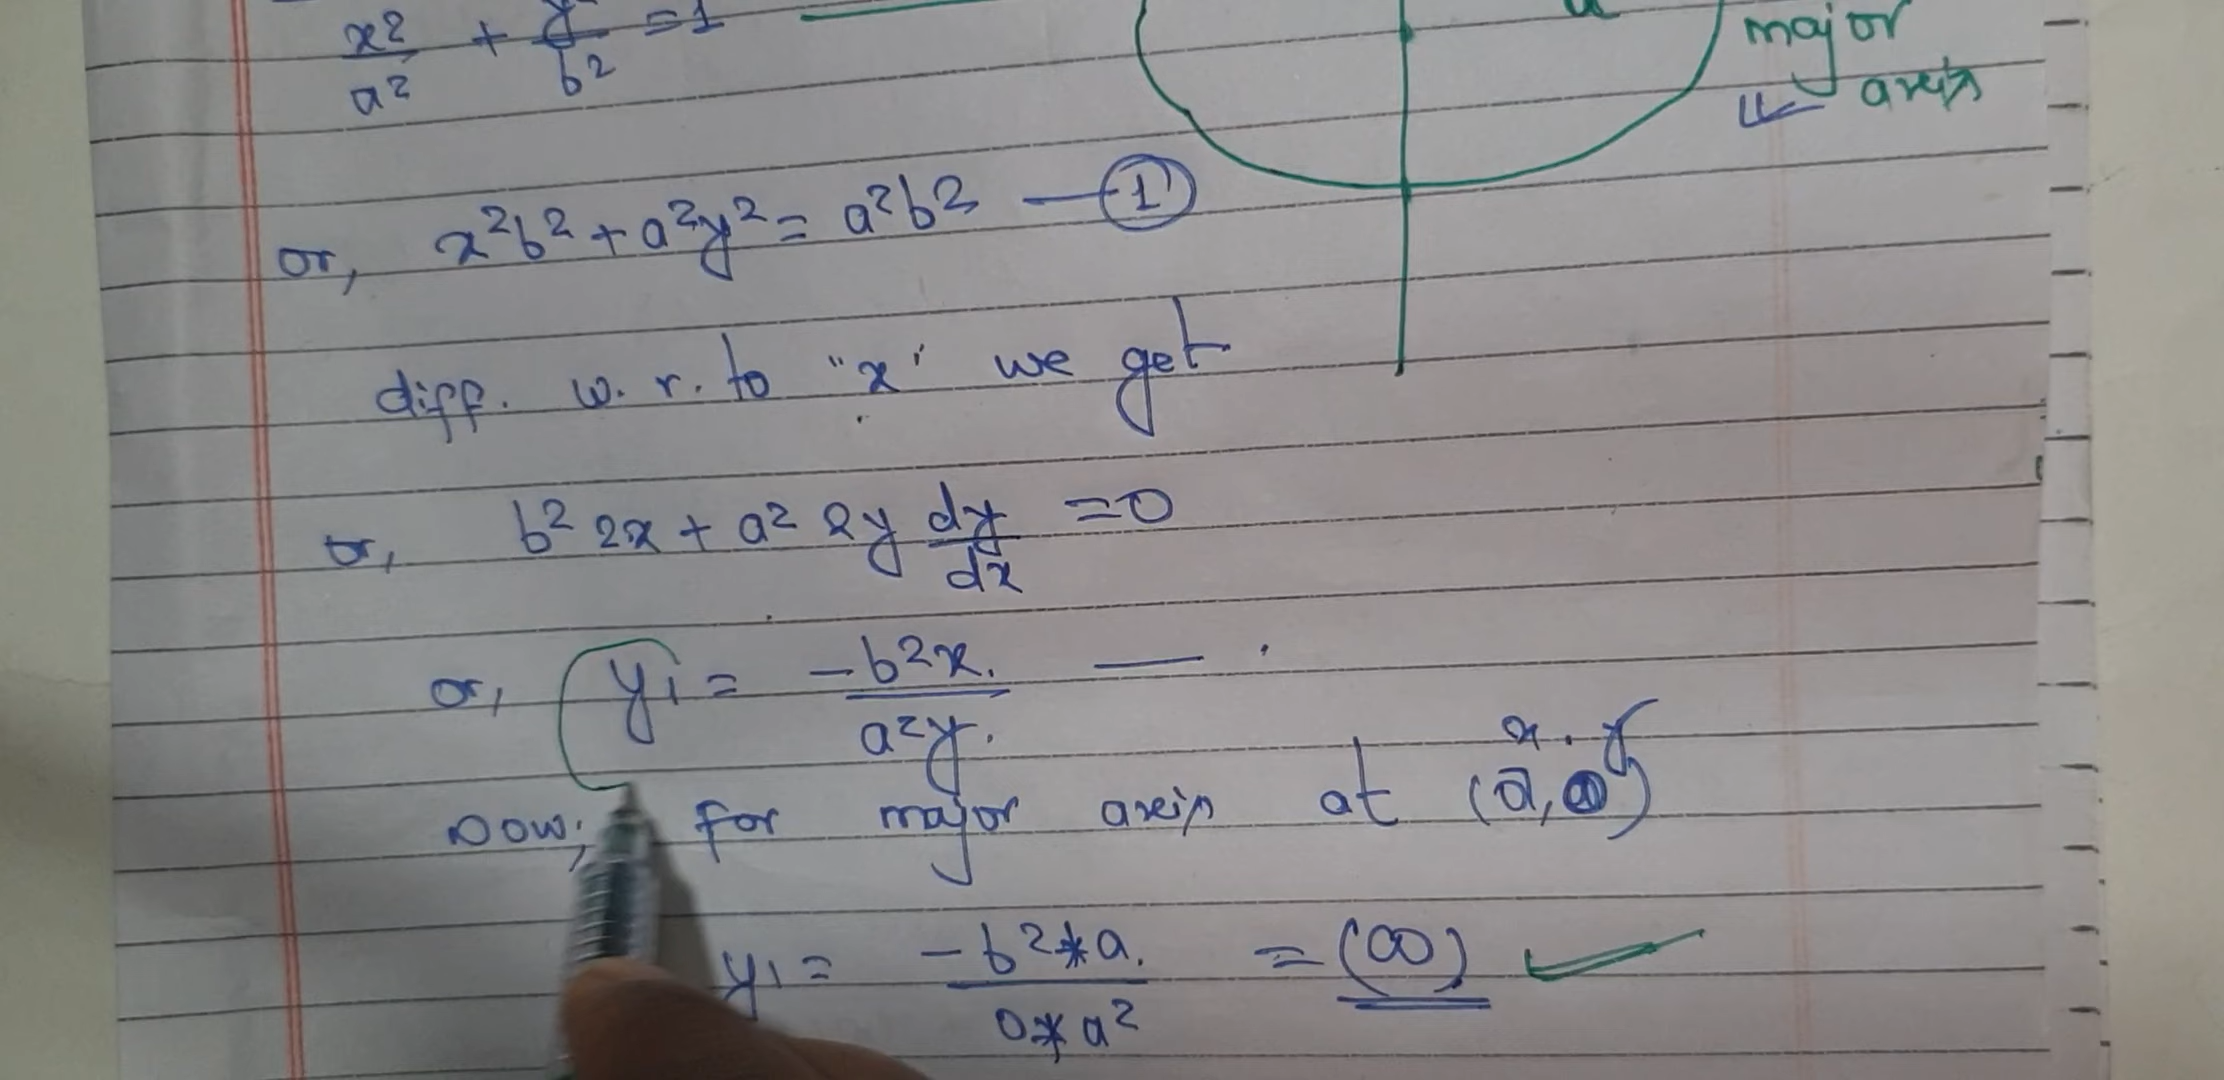 x²/a² + y²/b² = 1
a
major
axis
or, x²b² + a²y² = a²b² — ①
diff. w. r. to "x" we get
or, b² 2x + a² 2y dy/dx = 0
or, y₁ = -b²x. / a²y. —
x . y
Now; for major axis at (a, 0)
y₁ = -b²*a. / 0*a² = (∞) ✓